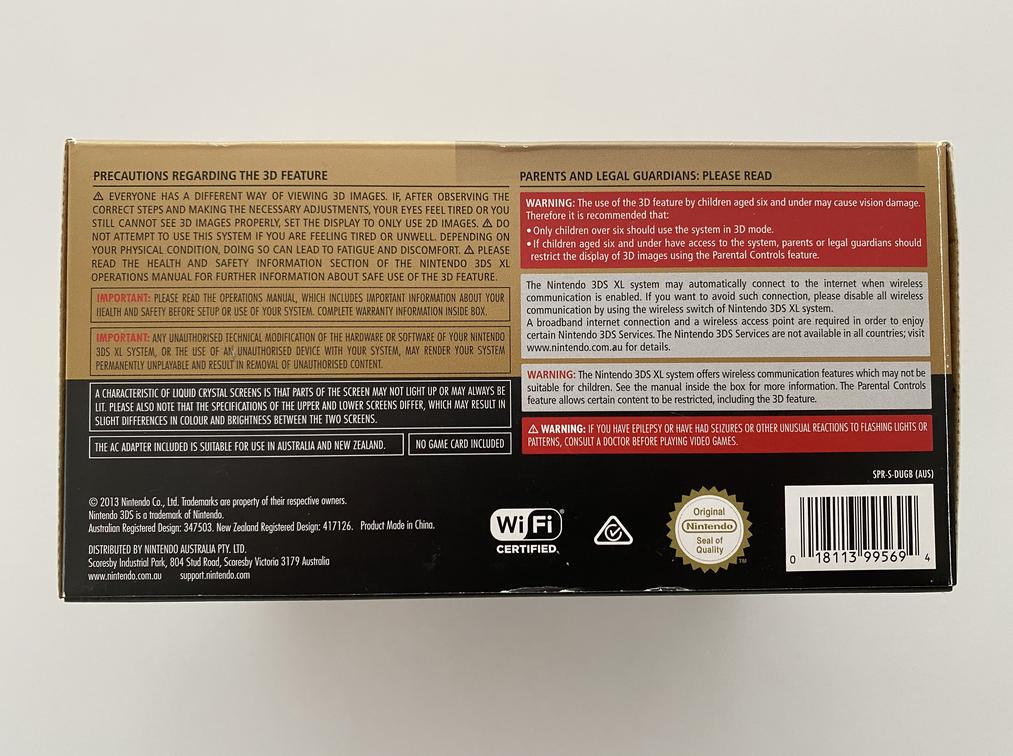 PRECAUTIONS REGARDING THE 3D FEATURE
⚠ EVERYONE HAS A DIFFERENT WAY OF VIEWING 3D IMAGES. IF, AFTER OBSERVING THE
CORRECT STEPS AND MAKING THE NECESSARY ADJUSTMENTS, YOUR EYES FEEL TIRED OR YOU
STILL CANNOT SEE 3D IMAGES PROPERLY, SET THE DISPLAY TO ONLY USE 2D IMAGES. ⚠ DO
NOT ATTEMPT TO USE THIS SYSTEM IF YOU ARE FEELING TIRED OR UNWELL. DEPENDING ON
YOUR PHYSICAL CONDITION, DOING SO CAN LEAD TO FATIGUE AND DISCOMFORT. ⚠ PLEASE
READ THE HEALTH AND SAFETY INFORMATION SECTION OF THE NINTENDO 3DS XL
OPERATIONS MANUAL FOR FURTHER INFORMATION ABOUT SAFE USE OF THE 3D FEATURE.
IMPORTANT: PLEASE READ THE OPERATIONS MANUAL, WHICH INCLUDES IMPORTANT INFORMATION ABOUT YOUR
HEALTH AND SAFETY BEFORE SETUP OR USE OF YOUR SYSTEM. COMPLETE WARRANTY INFORMATION INSIDE BOX.
IMPORTANT: ANY UNAUTHORISED TECHNICAL MODIFICATION OF THE HARDWARE OR SOFTWARE OF YOUR NINTENDO
3DS XL SYSTEM, OR THE USE OF AN UNAUTHORISED DEVICE WITH YOUR SYSTEM, MAY RENDER YOUR SYSTEM
PERMANENTLY UNPLAYABLE AND RESULT IN REMOVAL OF UNAUTHORISED CONTENT.
A CHARACTERISTIC OF LIQUID CRYSTAL SCREENS IS THAT PARTS OF THE SCREEN MAY NOT LIGHT UP OR MAY ALWAYS BE
LIT. PLEASE ALSO NOTE THAT THE SPECIFICATIONS OF THE UPPER AND LOWER SCREENS DIFFER, WHICH MAY RESULT IN
SLIGHT DIFFERENCES IN COLOUR AND BRIGHTNESS BETWEEN THE TWO SCREENS.
THE AC ADAPTER INCLUDED IS SUITABLE FOR USE IN AUSTRALIA AND NEW ZEALAND.
NO GAME CARD INCLUDED
© 2013 Nintendo Co., Ltd. Trademarks are property of their respective owners.
Nintendo 3DS is a trademark of Nintendo.
Australian Registered Design: 347503. New Zealand Registered Design: 417126. Product Made in China.
DISTRIBUTED BY NINTENDO AUSTRALIA PTY. LTD.
Scoresby Industrial Park, 804 Stud Road, Scoresby Victoria 3179 Australia
www.nintendo.com.au support.nintendo.com
PARENTS AND LEGAL GUARDIANS: PLEASE READ
WARNING: The use of the 3D feature by children aged six and under may cause vision damage.
Therefore it is recommended that:
• Only children over six should use the system in 3D mode.
• If children aged six and under have access to the system, parents or legal guardians should
restrict the display of 3D images using the Parental Controls feature.
The Nintendo 3DS XL system may automatically connect to the internet when wireless
communication is enabled. If you want to avoid such connection, please disable all wireless
communication by using the wireless switch of Nintendo 3DS XL system.
A broadband internet connection and a wireless access point are required in order to enjoy
certain Nintendo 3DS Services. The Nintendo 3DS Services are not available in all countries; visit
www.nintendo.com.au for details.
WARNING: The Nintendo 3DS XL system offers wireless communication features which may not be
suitable for children. See the manual inside the box for more information. The Parental Controls
feature allows certain content to be restricted, including the 3D feature.
⚠ WARNING: IF YOU HAVE EPILEPSY OR HAVE HAD SEIZURES OR OTHER UNUSUAL REACTIONS TO FLASHING LIGHTS OR
PATTERNS, CONSULT A DOCTOR BEFORE PLAYING VIDEO GAMES.
SPR-S-DUGB (AUS)
Wi Fi®
CERTIFIED
Original
Nintendo
Seal of
Quality
TM
0 18113 99569 4